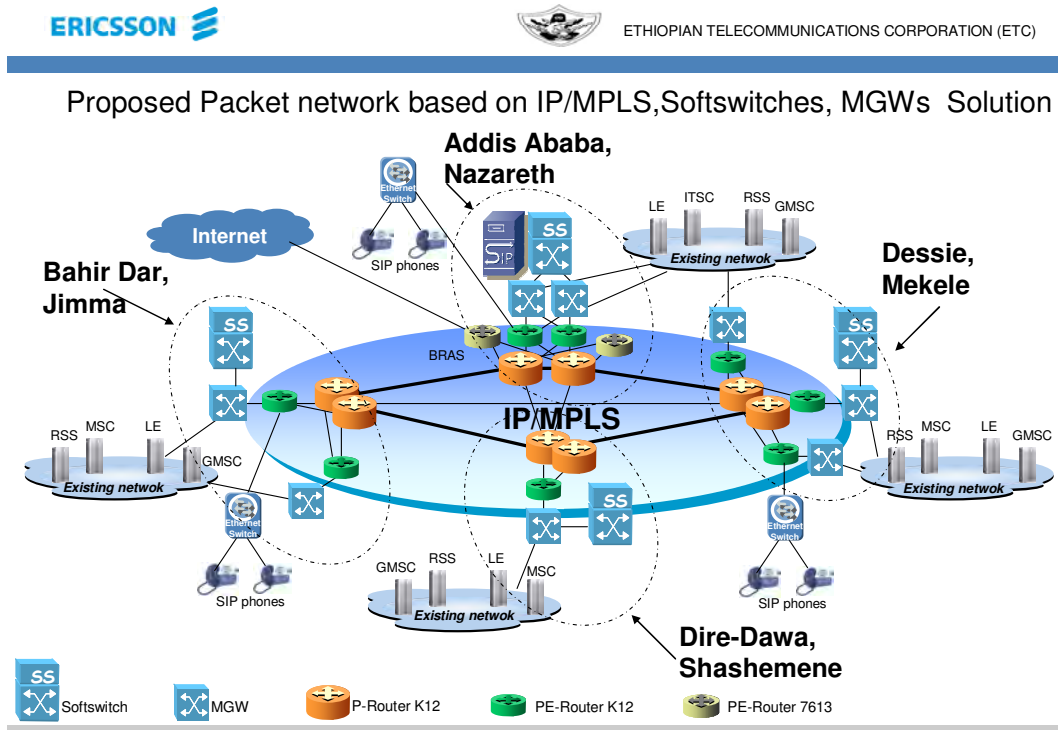 ERICSSON
ETHIOPIAN TELECOMMUNICATIONS CORPORATION (ETC)
Proposed Packet network based on IP/MPLS,Softswitches, MGWs Solution
Addis Ababa,
Nazareth
Ethernet
Switch
SIP phones
Internet
SS
SIP
LE
ITSC
RSS
GMSC
Existing netwok
Bahir Dar,
Jimma
Dessie,
Mekele
SS
SS
BRAS
IP/MPLS
RSS
MSC
LE
GMSC
Existing netwok
RSS
MSC
LE
GMSC
Existing netwok
Ethernet
Switch
SIP phones
SS
Ethernet
Switch
SIP phones
GMSC
RSS
LE
MSC
Existing netwok
Dire-Dawa,
Shashemene
SS
Softswitch
MGW
P-Router K12
PE-Router K12
PE-Router 7613